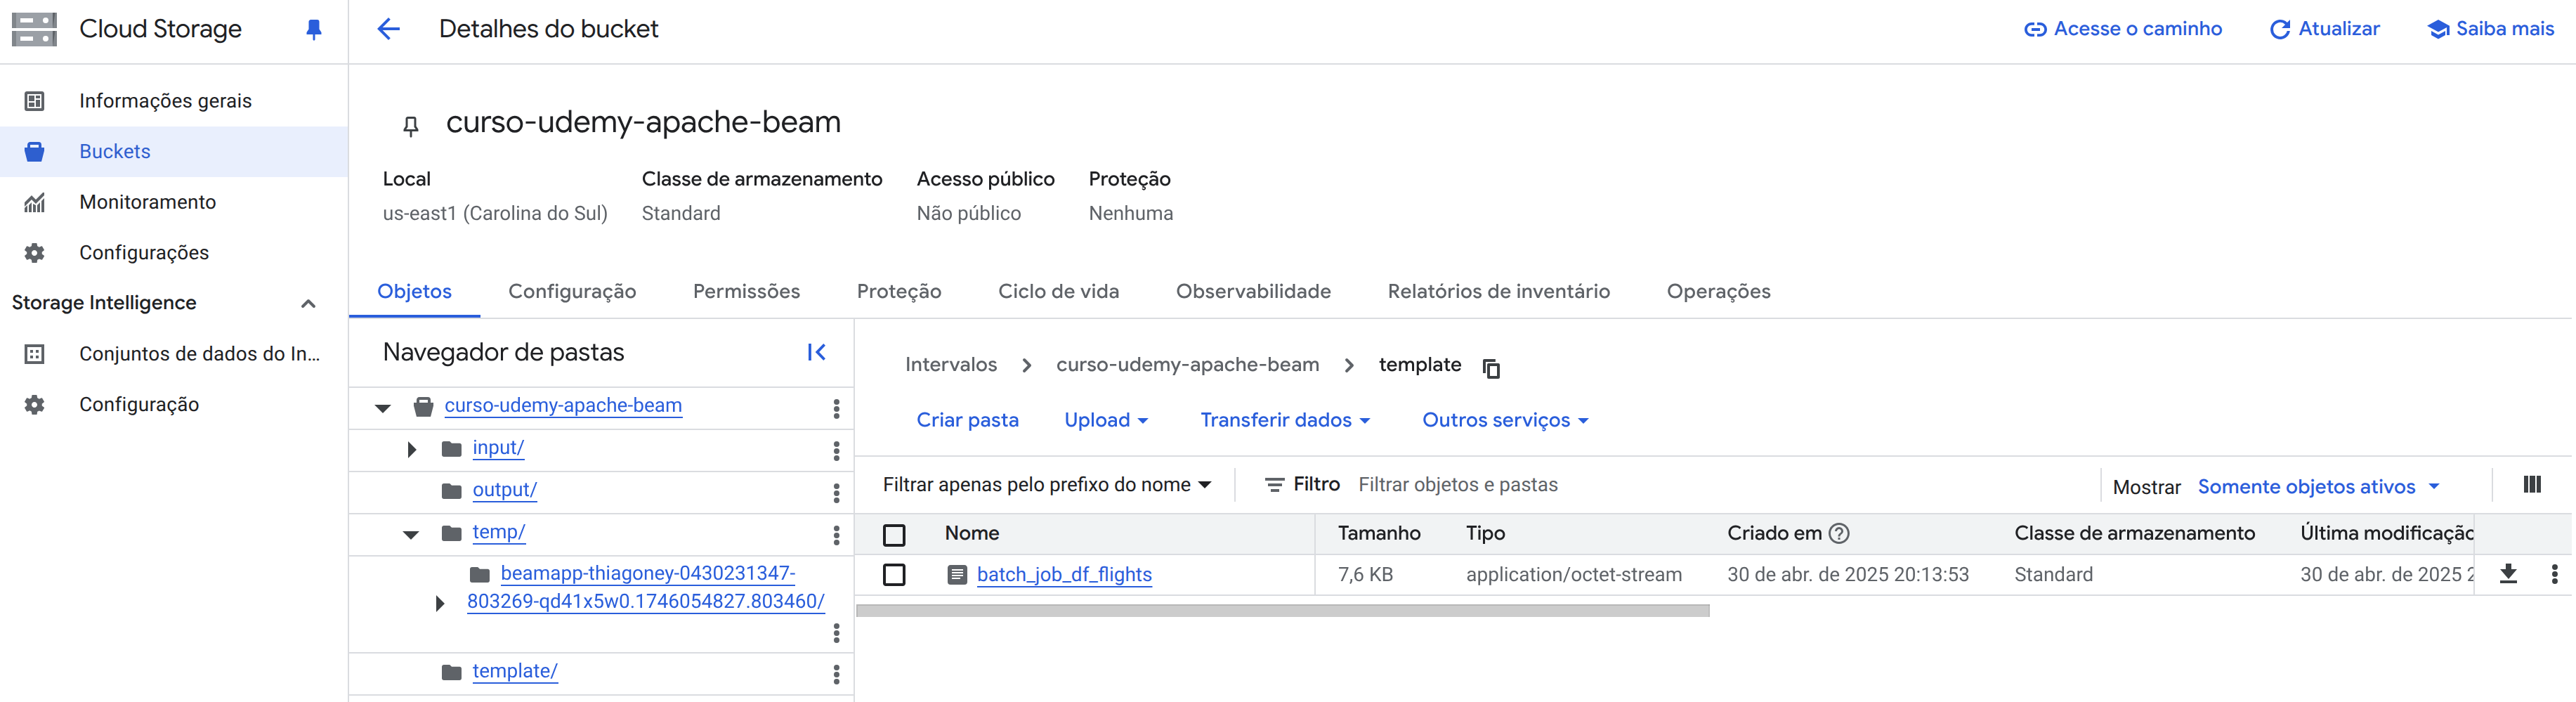 Cloud Storage
Detalhes do bucket
Acesse o caminho
Atualizar
Saiba mais
Informações gerais
Buckets
Monitoramento
Configurações
Storage Intelligence
Conjuntos de dados do In...
Configuração
curso-udemy-apache-beam
Local
Classe de armazenamento
Acesso público
Proteção
us-east1 (Carolina do Sul)
Standard
Não público
Nenhuma
Objetos
Configuração
Permissões
Proteção
Ciclo de vida
Observabilidade
Relatórios de inventário
Operações
Navegador de pastas
curso-udemy-apache-beam
input/
output/
temp/
beamapp-thiagoney-0430231347-
803269-qd41x5w0.1746054827.803460/
template/
Intervalos
curso-udemy-apache-beam
template
Criar pasta
Upload
Transferir dados
Outros serviços
Filtrar apenas pelo prefixo do nome
Filtro
Filtrar objetos e pastas
Mostrar
Somente objetos ativos
Nome
Tamanho
Tipo
Criado em
Classe de armazenamento
Última modificação
batch_job_df_flights
7,6 KB
application/octet-stream
30 de abr. de 2025 20:13:53
Standard
30 de abr. de 2025 2